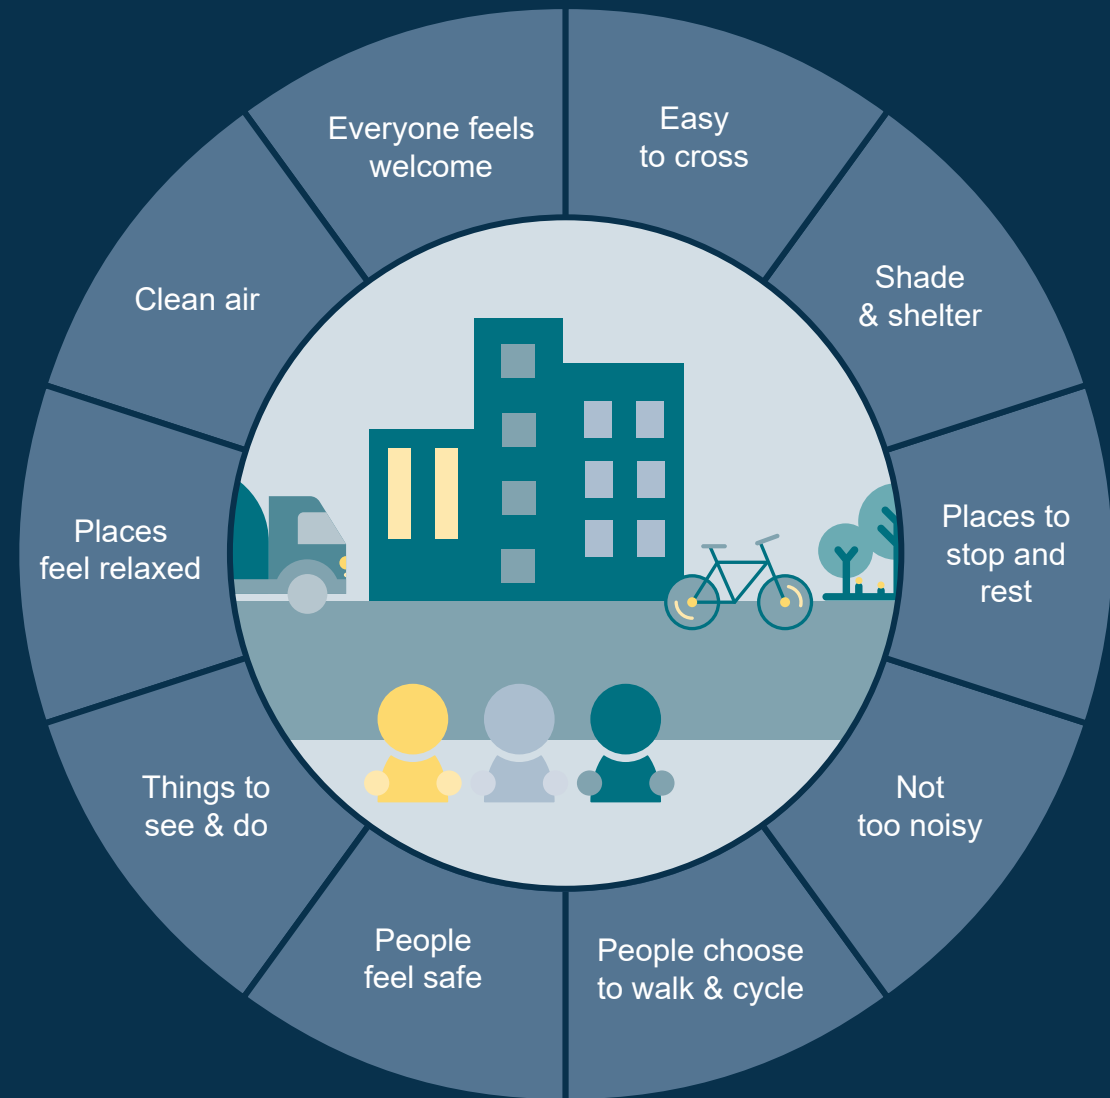 Everyone feels
welcome
Easy
to cross
Shade
& shelter
Places to
stop and
rest
Not
too noisy
People choose
to walk & cycle
People
feel safe
Things to
see & do
Places
feel relaxed
Clean air